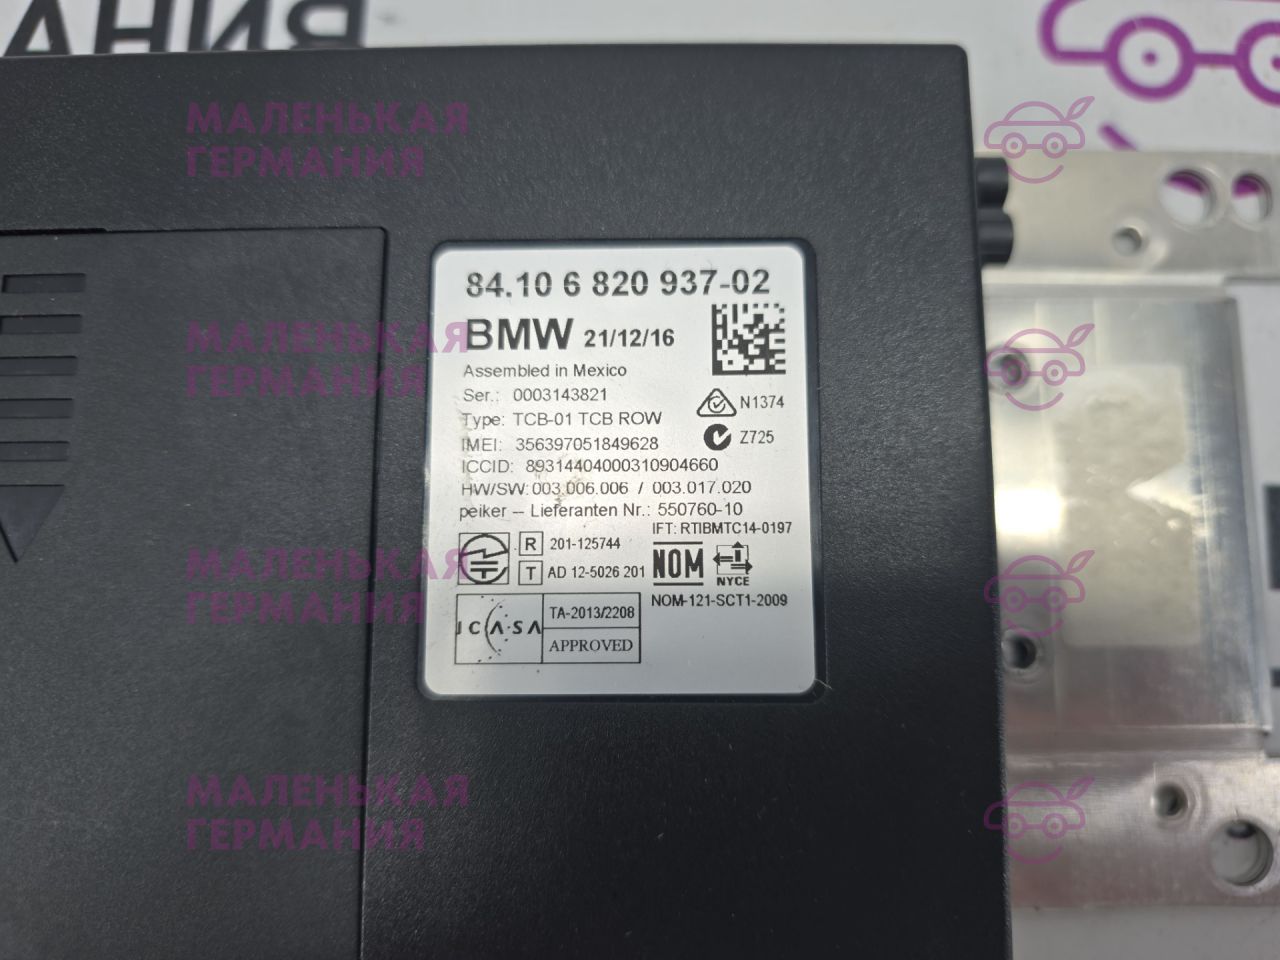 ВИНА
МАЛЕНЬКАЯ
ГЕРМАНИЯ
84.10 6 820 937-02
BMW 21/12/16
Assembled in Mexico
Ser.: 0003143821
Type: TCB-01 TCB ROW
N1374
IMEI: 356397051849628
Z725
ICCID: 89314404000310904660
HW/SW: 003.006.006 / 003.017.020
peiker – Lieferanten Nr.: 550760-10
IFT: RTIBMTC14-0197
R 201-125744
T AD 12-5026 201
NOM NYCE
NOM-121-SCT1-2009
ICASA TA-2013/2208
APPROVED
МАЛЕНЬКАЯ
ГЕРМАНИЯ
МАЛЕНЬКАЯ
ГЕРМАНИЯ
МАЛЕНЬКАЯ
ГЕРМАНИЯ